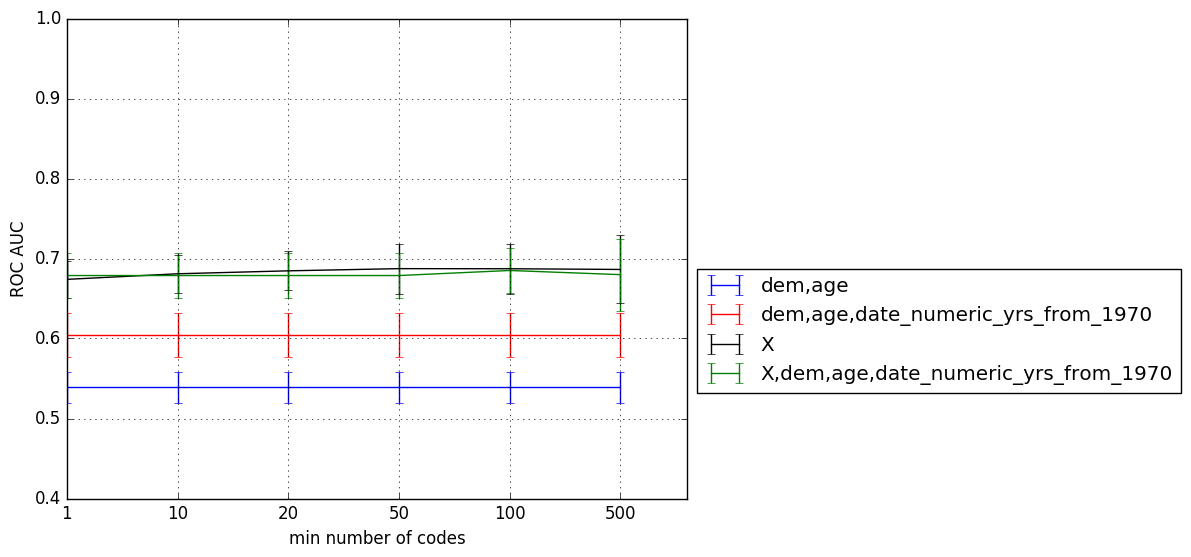 1.0
0.9
0.8
0.7
0.6
0.5
0.4
ROC AUC
1 10 20 50 100 500
min number of codes
dem,age
dem,age,date_numeric_yrs_from_1970
X
X,dem,age,date_numeric_yrs_from_1970